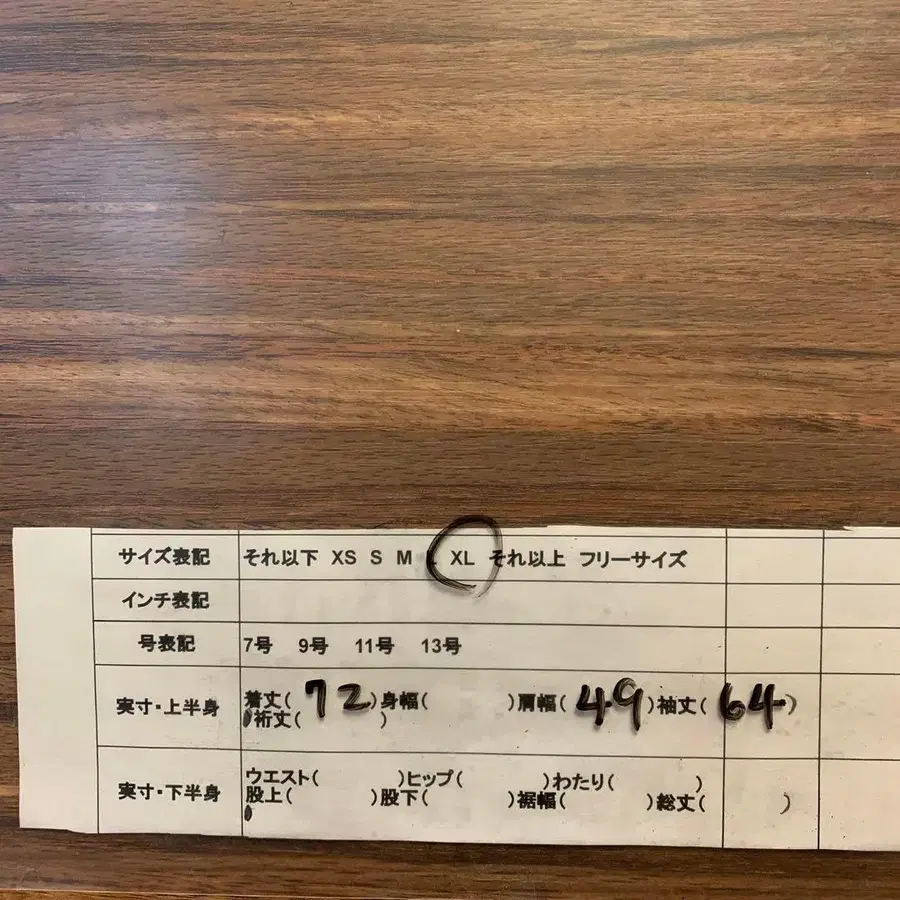 サイズ表記 それ以下 XS S M L XL それ以上 フリーサイズ
インチ表記
号表記 7号 9号 11号 13号
実寸・上半身 着丈( 72 )身幅( )肩幅( 49 )袖丈( 64 )
裄丈( )
実寸・下半身 ウエスト( )ヒップ( )わたり( )
股上( )股下( )裾幅( )総丈( )